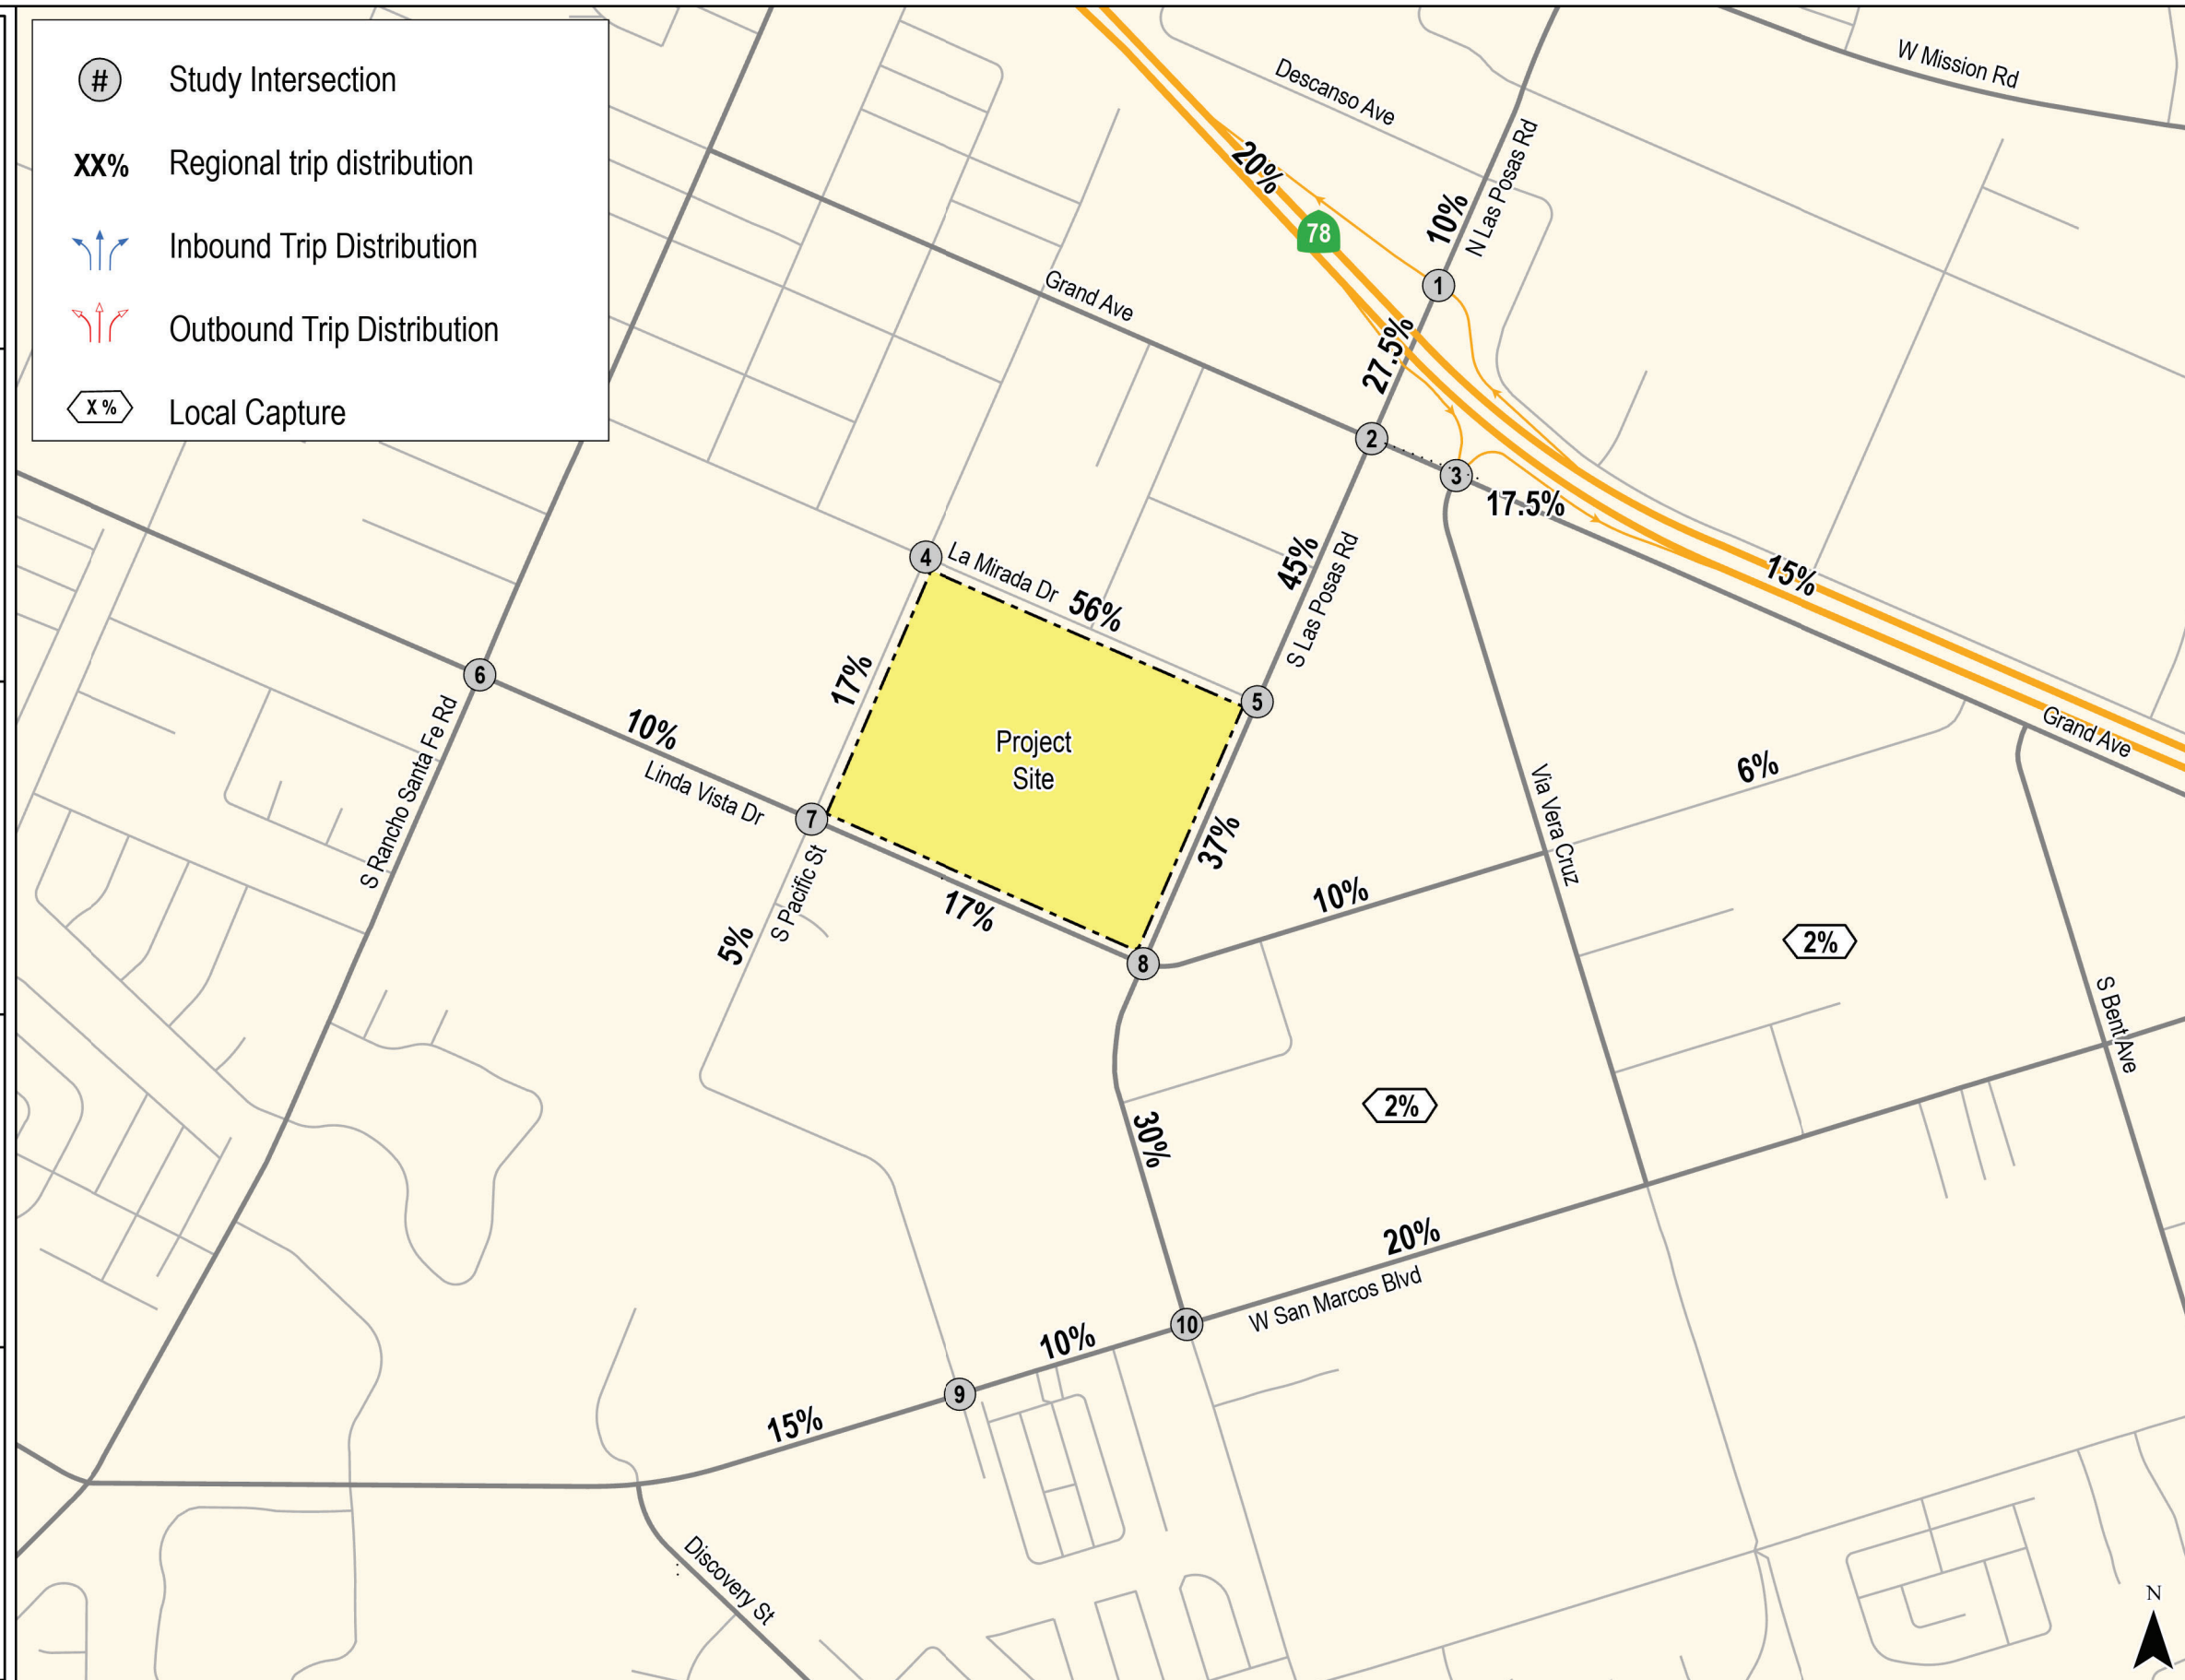 # Study Intersection
XX% Regional trip distribution
Inbound Trip Distribution
Outbound Trip Distribution
X % Local Capture
W Mission Rd
Descanso Ave
20%
N Las Posas Rd
10%
78
1
Grand Ave
27.5%
2
3
17.5%
45%
S Las Posas Rd
4
La Mirada Dr
56%
15%
17%
6
5
10%
Linda Vista Dr
Project
Site
S Rancho Santa Fe Rd
Grand Ave
6%
Via Vera Cruz
7
37%
S Pacific St
17%
10%
5%
8
2%
S Bent Ave
2%
30%
20%
W San Marcos Blvd
10
10%
9
15%
Discovery St
N